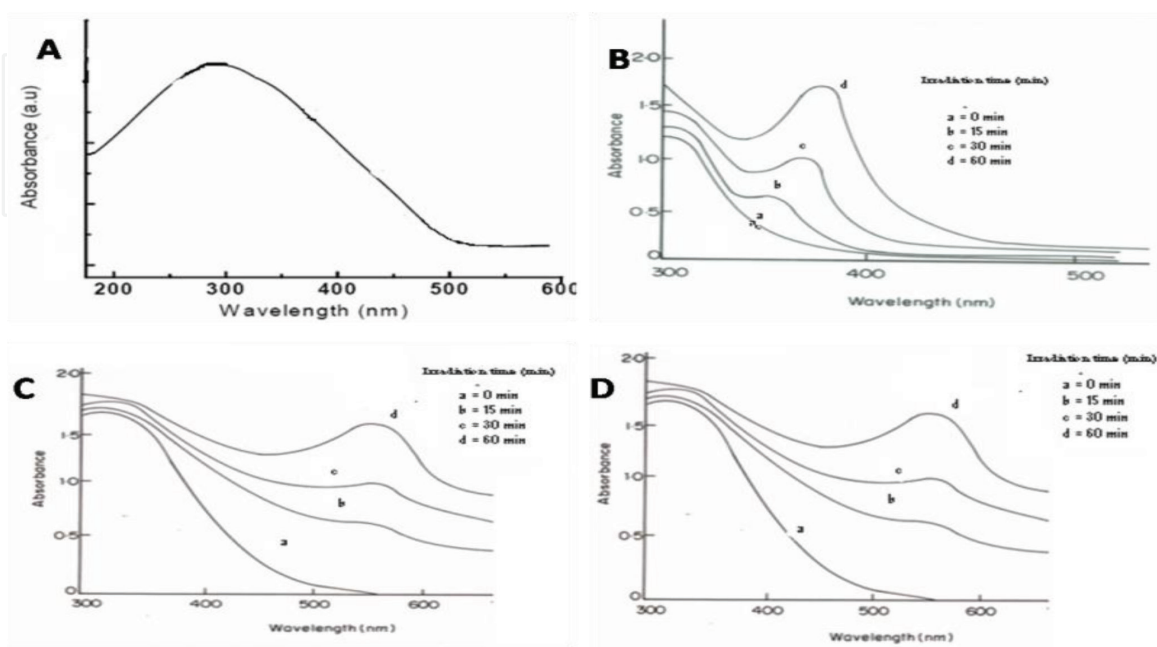 A
Absorbance (a.u)
200 300 400 500 600
Wavelength (nm)
B
2·0
1·5
1·0
0·5
0
Absorbance
Irradiation time (min)
a = 0 min
b = 15 min
c = 30 min
d = 60 min
d
c
b
a
300 400 500
Wavelength (nm)
C
2·0
1·5
1·0
0·5
0
Absorbance
Irradiation time (min)
a = 0 min
b = 15 min
c = 30 min
d = 60 min
d
c
b
a
300 400 500 600
Wavelength (nm)
D
2·0
1·5
1·0
0·5
0
Absorbance
Irradiation time (min)
a = 0 min
b = 15 min
c = 30 min
d = 60 min
d
c
b
a
300 400 500 600
Wavelength (nm)